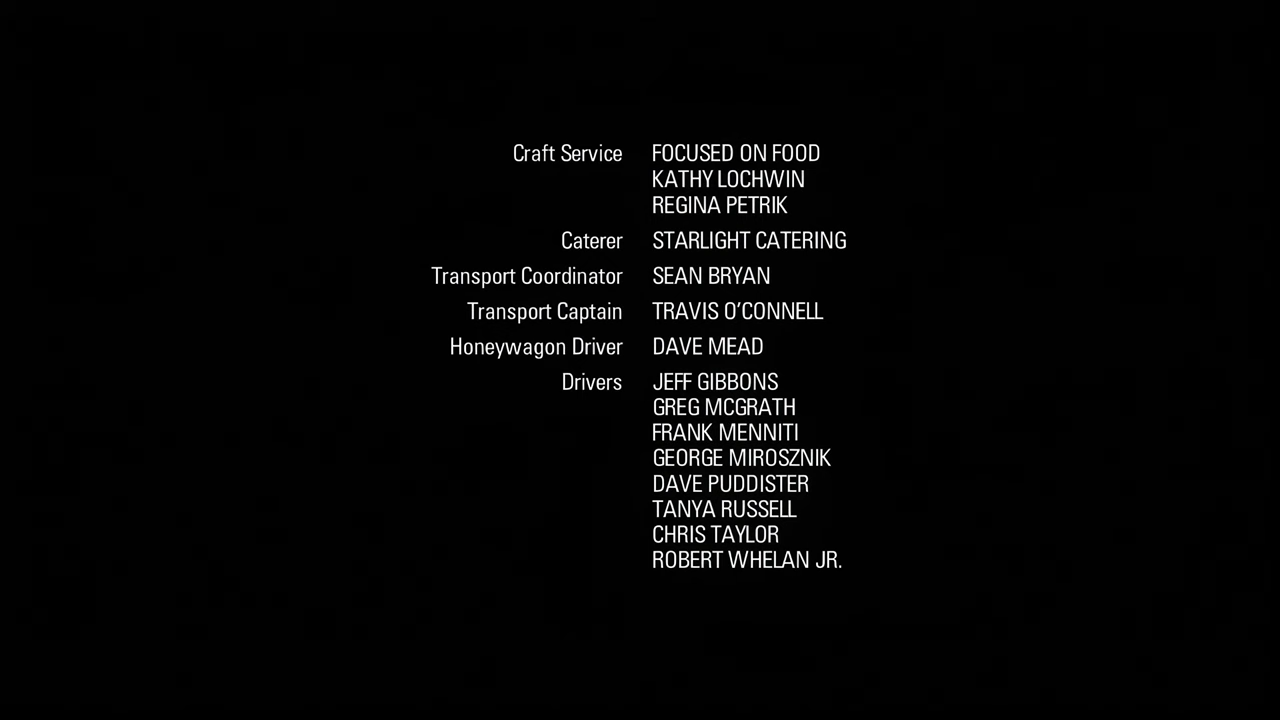 Craft Service FOCUSED ON FOOD
KATHY LOCHWIN
REGINA PETRIK
Caterer STARLIGHT CATERING
Transport Coordinator SEAN BRYAN
Transport Captain TRAVIS O'CONNELL
Honeywagon Driver DAVE MEAD
Drivers JEFF GIBBONS
GREG MCGRATH
FRANK MENNITI
GEORGE MIROSZNIK
DAVE PUDDISTER
TANYA RUSSELL
CHRIS TAYLOR
ROBERT WHELAN JR.